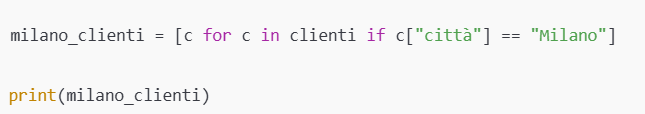 milano_clienti = [c for c in clienti if c["città"] == "Milano"]
print(milano_clienti)